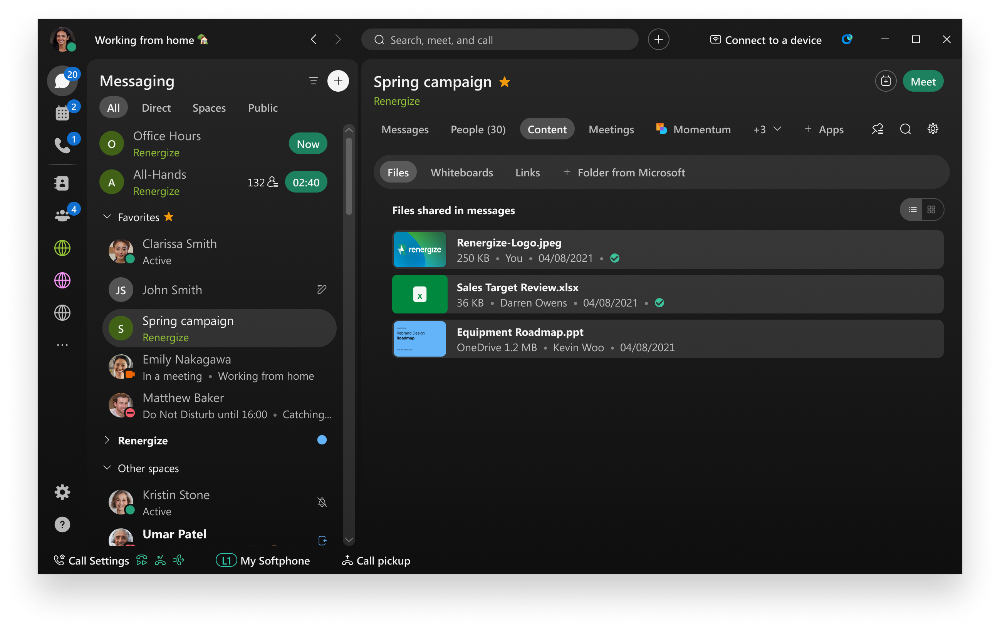 Working from home
Search, meet, and call
Connect to a device
20
2
1
4
Messaging
All
Direct
Spaces
Public
Office Hours
Renergize
Now
O
All-Hands
Renergize
132
02:40
A
Favorites
Clarissa Smith
Active
JS
John Smith
S
Spring campaign
Renergize
Emily Nakagawa
In a meeting • Working from home
Matthew Baker
Do Not Disturb until 16:00 • Catching...
Renergize
Other spaces
Kristin Stone
Active
Umar Patel
Spring campaign
Renergize
Meet
Messages
People (30)
Content
Meetings
Momentum
+3
+ Apps
Files
Whiteboards
Links
+ Folder from Microsoft
Files shared in messages
renergize
Renergize-Logo.jpeg
250 KB • You • 04/08/2021 •
x
Sales Target Review.xlsx
36 KB • Darren Owens • 04/08/2021 •
Rebrand Design
Roadmap
Equipment Roadmap.ppt
OneDrive 1.2 MB • Kevin Woo • 04/08/2021
?
Call Settings
L1
My Softphone
Call pickup